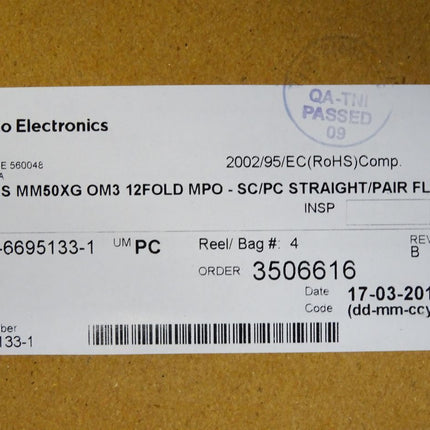 QA-TNI
PASSED
09
o Electronics
E 560048
A
2002/95/EC(RoHS)Comp.
S MM50XG OM3 12FOLD MPO - SC/PC STRAIGHT/PAIR FL
INSP
-6695133-1
UM PC
Reel/ Bag #: 4
REV
B
ORDER 3506616
Date 17-03-201
Code (dd-mm-ccy
ber
133-1